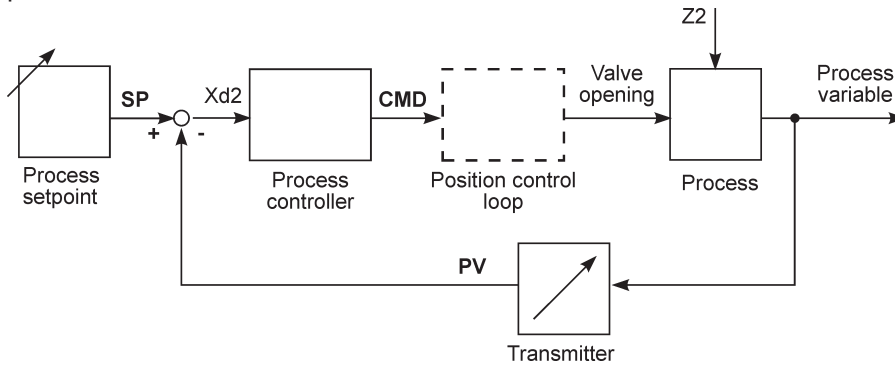 Z2
Valve
opening
Process
variable
SP
Xd2
CMD
+
-
Process
setpoint
Process
controller
Position control
loop
Process
PV
Transmitter